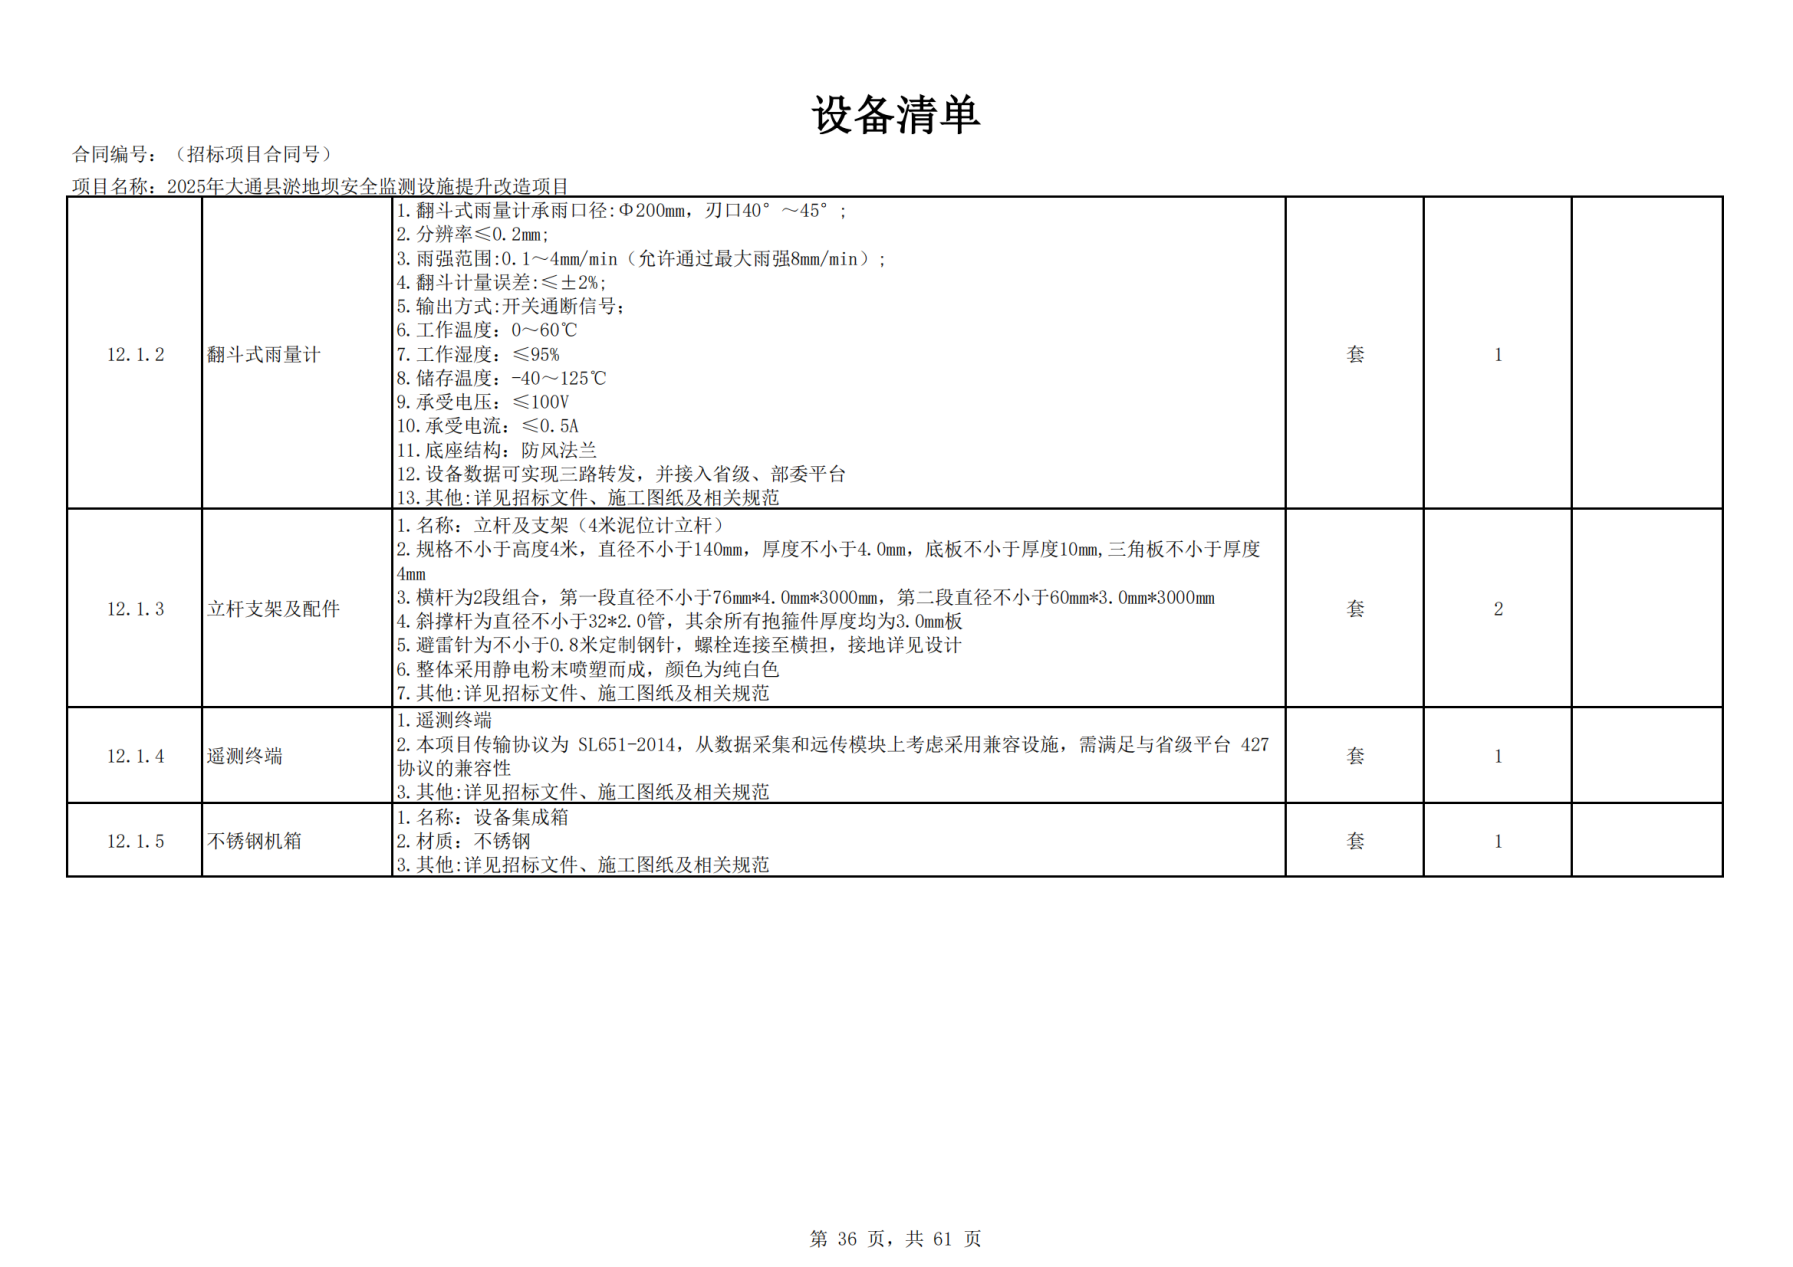 设备清单
合同编号：（招标项目合同号）
项目名称：2025年大通县淤地坝安全监测设施提升改造项目
12.1.2
翻斗式雨量计
1.翻斗式雨量计承雨口径:Φ200mm，刃口40°～45°;
2.分辨率≤0.2mm;
3.雨强范围:0.1～4mm/min（允许通过最大雨强8mm/min）;
4.翻斗计量误差:≤±2%;
5.输出方式:开关通断信号;
6.工作温度：0～60℃
7.工作湿度：≤95%
8.储存温度：-40～125℃
9.承受电压：≤100V
10.承受电流：≤0.5A
11.底座结构：防风法兰
12.设备数据可实现三路转发，并接入省级、部委平台
13.其他:详见招标文件、施工图纸及相关规范
套
1
12.1.3
立杆支架及配件
1.名称：立杆及支架（4米泥位计立杆）
2.规格不小于高度4米，直径不小于140mm，厚度不小于4.0mm，底板不小于厚度10mm,三角板不小于厚度
4mm
3.横杆为2段组合，第一段直径不小于76mm*4.0mm*3000mm，第二段直径不小于60mm*3.0mm*3000mm
4.斜撑杆为直径不小于32*2.0管，其余所有抱箍件厚度均为3.0mm板
5.避雷针为不小于0.8米定制钢针，螺栓连接至横担，接地详见设计
6.整体采用静电粉末喷塑而成，颜色为纯白色
7.其他:详见招标文件、施工图纸及相关规范
套
2
12.1.4
遥测终端
1.遥测终端
2.本项目传输协议为 SL651-2014，从数据采集和远传模块上考虑采用兼容设施，需满足与省级平台 427
协议的兼容性
3.其他:详见招标文件、施工图纸及相关规范
套
1
12.1.5
不锈钢机箱
1.名称：设备集成箱
2.材质：不锈钢
3.其他:详见招标文件、施工图纸及相关规范
套
1
第 36 页，共 61 页